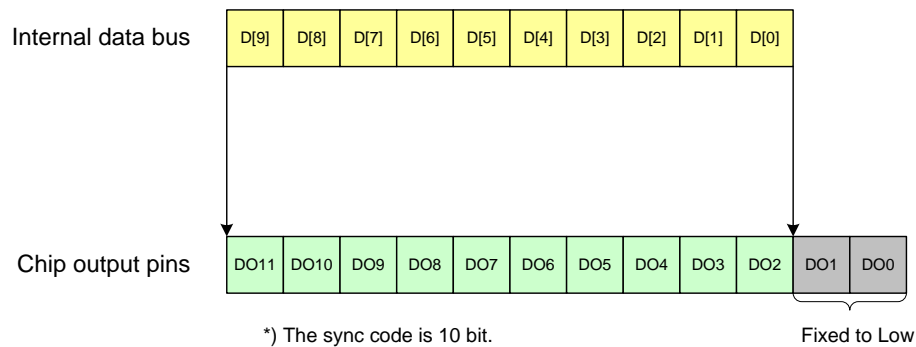 Internal data bus D[9] D[8] D[7] D[6] D[5] D[4] D[3] D[2] D[1] D[0]
Chip output pins DO11 DO10 DO9 DO8 DO7 DO6 DO5 DO4 DO3 DO2 DO1 DO0
*) The sync code is 10 bit. Fixed to Low